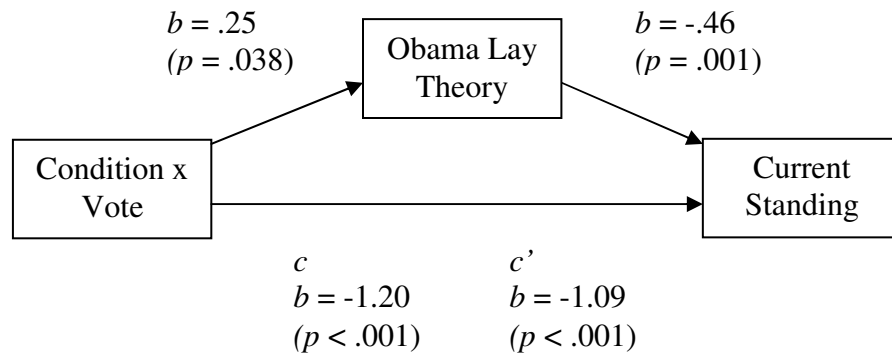 b = .25
(p = .038)
Obama Lay
Theory
b = -.46
(p = .001)
Condition x
Vote
Current
Standing
c
b = -1.20
(p < .001)
c’
b = -1.09
(p < .001)